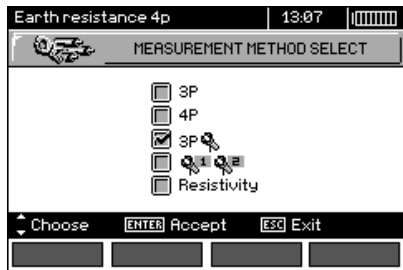 Earth resistance 4p 13:07
MEASUREMENT METHOD SELECT
3P
4P
3P
1 2
Resistivity
Choose ENTER Accept ESC Exit